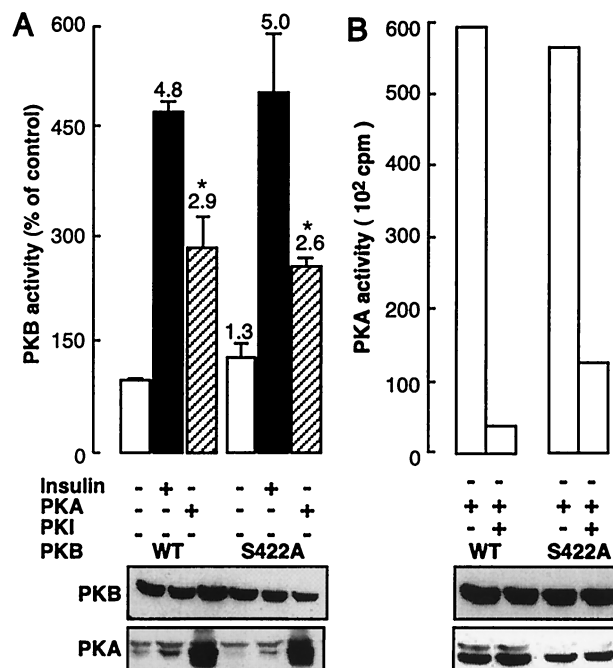 A
PKB activity (% of control)
600
450
300
150
0
4.8
*
2.9
1.3
5.0
*
2.6
B
PKA activity ( 10² cpm )
600
500
400
300
200
100
0
Insulin - + - - + - - - - -
PKA - - + - - + + + + +
PKI - - - - - - - + - +
PKB WT S422A WT S422A
PKB
PKA